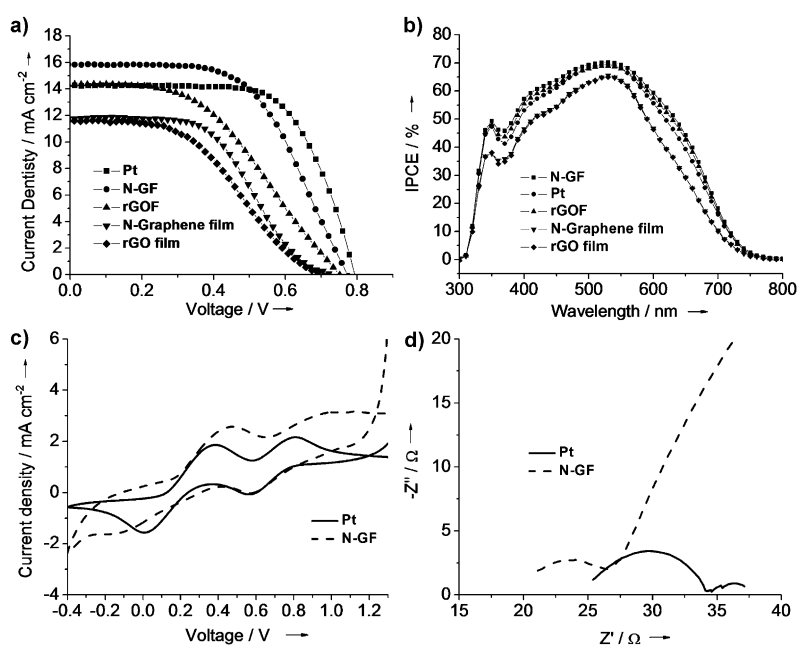 a)
Current Dentisty / mA cm-2 →
18
16
14
12
10
8
6
4
2
0
Pt
N-GF
rGOF
N-Graphene film
rGO film
0.0 0.2 0.4 0.6 0.8
Voltage / V →
b)
IPCE / % →
80
70
60
50
40
30
20
10
0
N-GF
Pt
rGOF
N-Graphene film
rGO film
300 400 500 600 700 800
Wavelength / nm →
c)
Current density / mA cm-2 →
6
4
2
0
-2
-4
Pt
N-GF
-0.4 -0.2 0.0 0.2 0.4 0.6 0.8 1.0 1.2
Voltage / V →
d)
-Z'' / Ω →
20
15
10
5
0
Pt
N-GF
15 20 25 30 35 40
Z' / Ω →